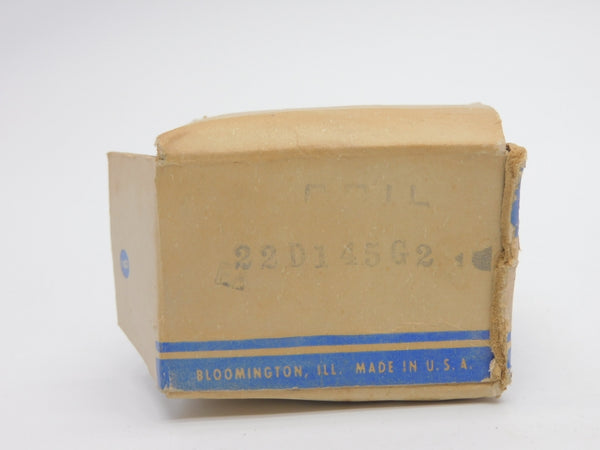 COIL
22D145G2
BLOOMINGTON, ILL. MADE IN U.S.A.